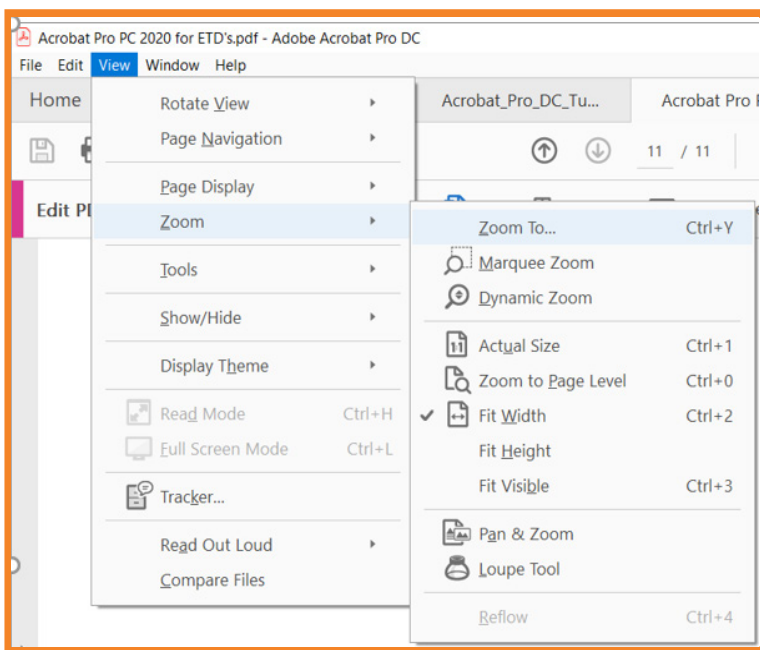 Acrobat Pro PC 2020 for ETD's.pdf - Adobe Acrobat Pro DC
File Edit View Window Help
Home
Acrobat_Pro_DC_Tu...
Acrobat Pro
11 / 11
Edit
Rotate View
Page Navigation
Page Display
Zoom
Tools
Show/Hide
Display Theme
Read Mode Ctrl+H
Full Screen Mode Ctrl+L
Tracker...
Read Out Loud
Compare Files
Zoom To... Ctrl+Y
Marquee Zoom
Dynamic Zoom
1:1 Actual Size Ctrl+1
Zoom to Page Level Ctrl+0
Fit Width Ctrl+2
Fit Height
Fit Visible Ctrl+3
Pan & Zoom
Loupe Tool
Reflow Ctrl+4